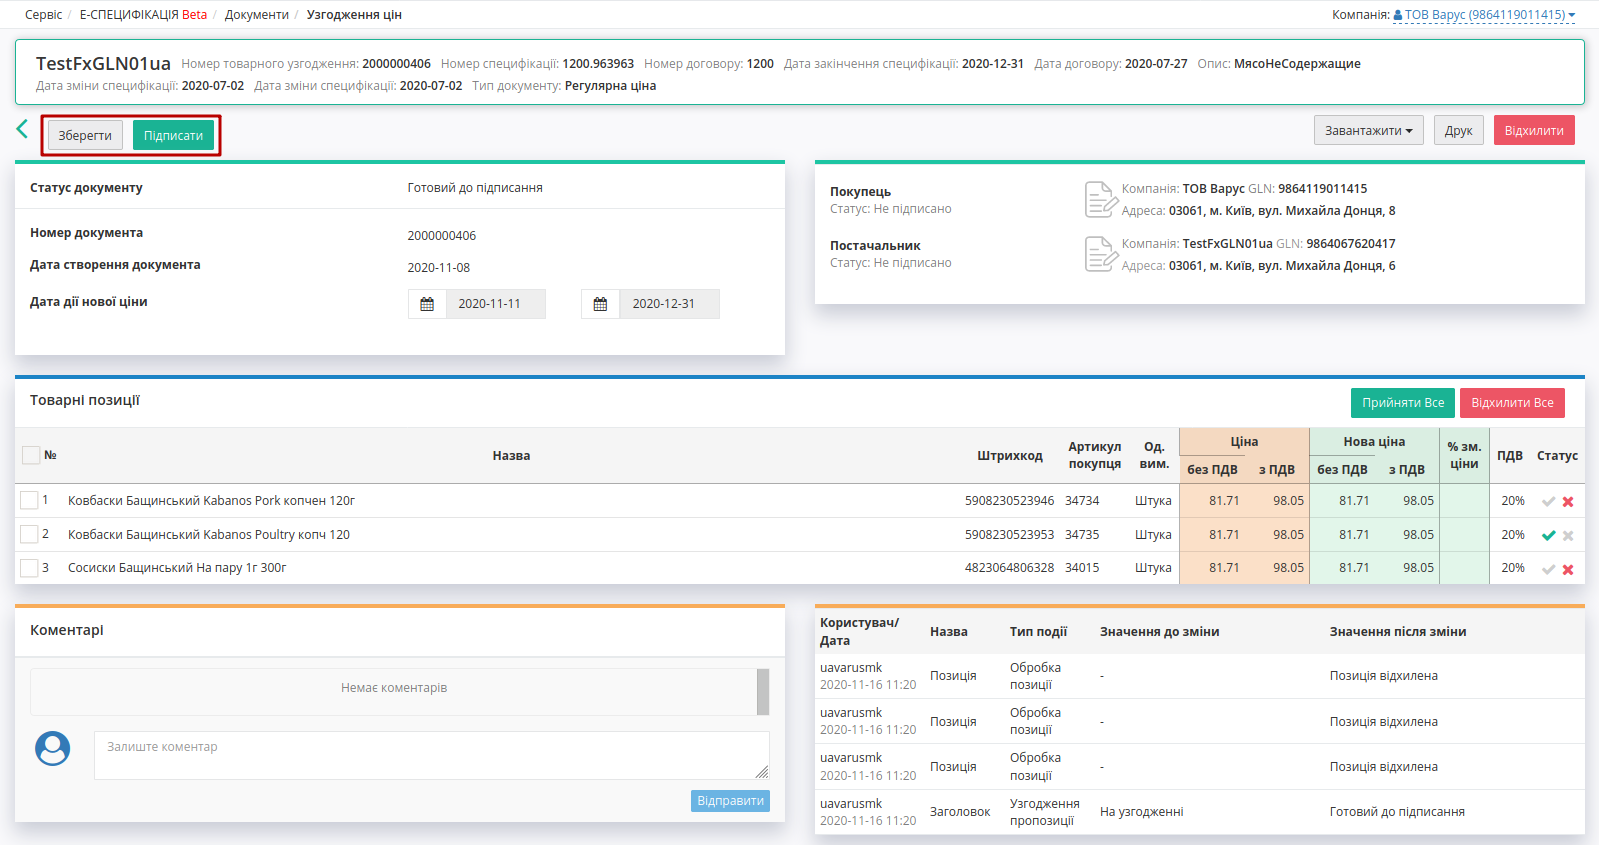 Сервіс / Е-СПЕЦИФІКАЦІЯ Beta / Документи / Узгодження цін
Компанія: ТОВ Варус (9864119011415)
TestFxGLN01ua Номер товарного узгодження: 2000000406 Номер специфікації: 1200.963963 Номер договору: 1200 Дата закінчення специфікації: 2020-12-31 Дата договору: 2020-07-27 Опис: МясоНеСодержащие
Дата зміни специфікації: 2020-07-02 Дата зміни специфікації: 2020-07-02 Тип документу: Регулярна ціна
Зберегти Підписати Завантажити Друк Відхилити
Статус документу Готовий до підписання
Номер документа 2000000406
Дата створення документа 2020-11-08
Дата дії нової ціни 2020-11-11 2020-12-31
Покупець
Статус: Не підписано
Компанія: ТОВ Варус GLN: 9864119011415
Адреса: 03061, м. Київ, вул. Михайла Донця, 8
Постачальник
Статус: Не підписано
Компанія: TestFxGLN01ua GLN: 9864067620417
Адреса: 03061, м. Київ, вул. Михайла Донця, 6
Товарні позиції Прийняти Все Відхилити Все
№ Назва Штрихкод Артикул покупця Од. вим. Ціна Нова ціна % зм. ціни ПДВ Статус
без ПДВ з ПДВ без ПДВ з ПДВ
1 Ковбаски Бащинський Kabanos Pork копчен 120г 5908230523946 34734 Штука 81.71 98.05 81.71 98.05 20%
2 Ковбаски Бащинський Kabanos Poultry копч 120 5908230523953 34735 Штука 81.71 98.05 81.71 98.05 20%
3 Сосиски Бащинський На пару 1г 300г 4823064806328 34015 Штука 81.71 98.05 81.71 98.05 20%
Коментарі
Немає коментарів
Залиште коментар
Відправити
Користувач/ Дата Назва Тип події Значення до зміни Значення після зміни
uavarusmk 2020-11-16 11:20 Позиція Обробка позиції - Позиція відхилена
uavarusmk 2020-11-16 11:20 Позиція Обробка позиції - Позиція відхилена
uavarusmk 2020-11-16 11:20 Позиція Обробка позиції - Позиція відхилена
uavarusmk 2020-11-16 11:20 Заголовок Узгодження пропозиції На узгодженні Готовий до підписання